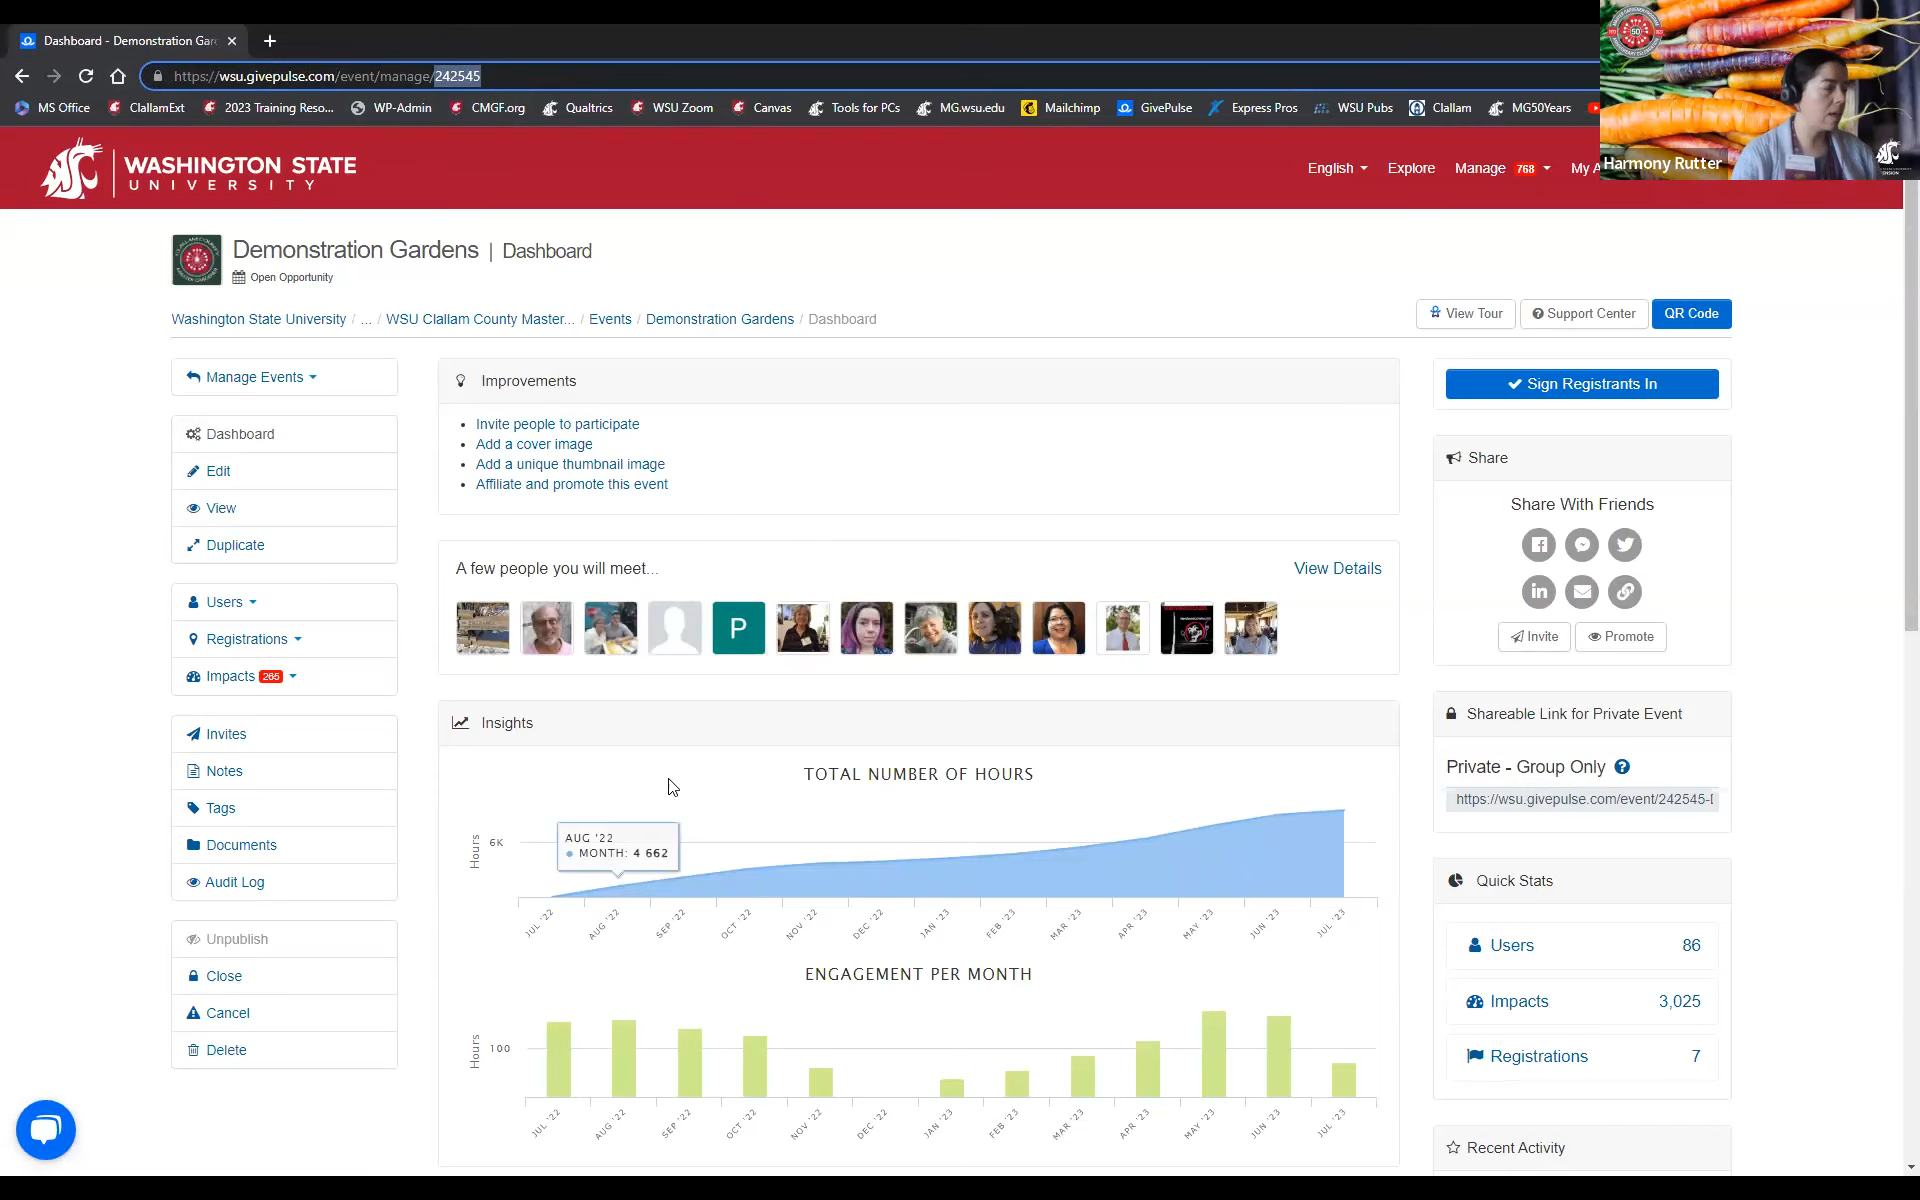 Dashboard - Demonstration Gar
https://wsu.givepulse.com/event/manage/242545
MS Office
ClallamExt
2023 Training Reso...
WP-Admin
CMGF.org
Qualtrics
WSU Zoom
Canvas
Tools for PCs
MG.wsu.edu
Mailchimp
GivePulse
Express Pros
WSU Pubs
Clallam
MG50Years
50
Harmony Rutter
WASHINGTON STATE
UNIVERSITY
English
Explore
Manage 768
My A
Demonstration Gardens | Dashboard
Open Opportunity
Washington State University / ... / WSU Clallam County Master... / Events / Demonstration Gardens / Dashboard
View Tour
Support Center
QR Code
Manage Events
Dashboard
Edit
View
Duplicate
Users
Registrations
Impacts 265
Invites
Notes
Tags
Documents
Audit Log
Unpublish
Close
Cancel
Delete
Improvements
Invite people to participate
Add a cover image
Add a unique thumbnail image
Affiliate and promote this event
A few people you will meet...
View Details
P
Insights
TOTAL NUMBER OF HOURS
Hours
6K
AUG '22
MONTH: 4 662
JUL '22
AUG '22
SEP '22
OCT '22
NOV '22
DEC '22
JAN '23
FEB '23
MAR '23
APR '23
MAY '23
JUN '23
JUL '23
ENGAGEMENT PER MONTH
Hours
100
JUL '22
AUG '22
SEP '22
OCT '22
NOV '22
DEC '22
JAN '23
FEB '23
MAR '23
APR '23
MAY '23
JUN '23
JUL '23
Sign Registrants In
Share
Share With Friends
Invite
Promote
Shareable Link for Private Event
Private - Group Only
https://wsu.givepulse.com/event/242545-
Quick Stats
Users 86
Impacts 3,025
Registrations 7
Recent Activity